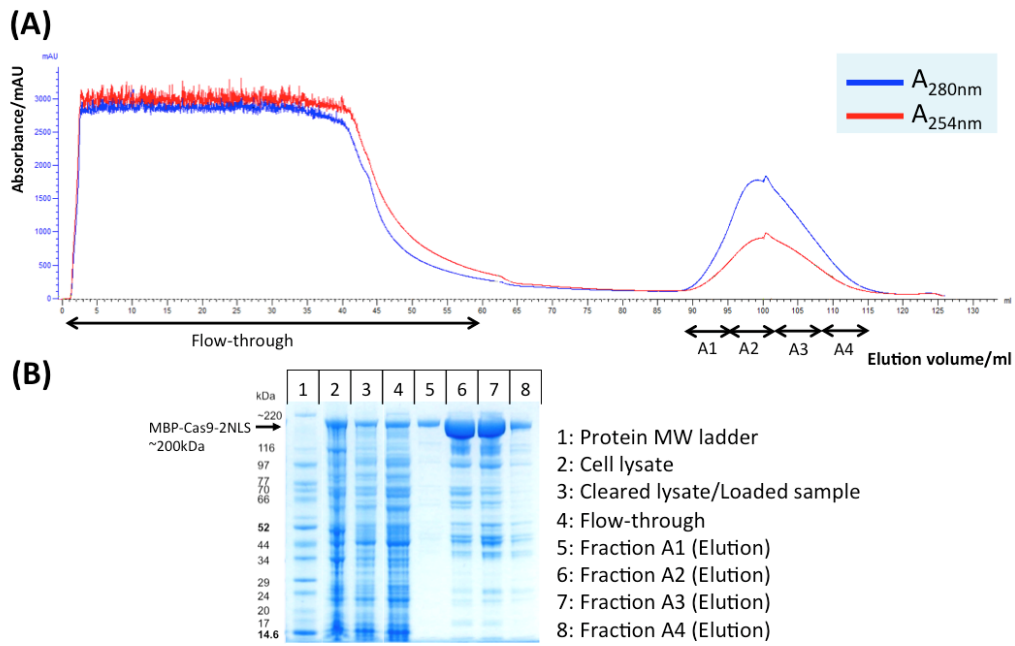 (A)
mAU
Absorbance/mAU
3000
2500
2000
1500
1000
500
0
A280nm
A254nm
0 5 10 15 20 25 30 35 40 45 50 55 60 65 70 75 80 85 90 95 100 105 110 115 120 125 130 ml
Flow-through
A1 A2 A3 A4
Elution volume/ml
(B)
kDa
1 2 3 4 5 6 7 8
~220
MBP-Cas9-2NLS
~200kDa
116
97
77
70
66
52
44
34
29
24
20
17
14.6
1: Protein MW ladder
2: Cell lysate
3: Cleared lysate/Loaded sample
4: Flow-through
5: Fraction A1 (Elution)
6: Fraction A2 (Elution)
7: Fraction A3 (Elution)
8: Fraction A4 (Elution)